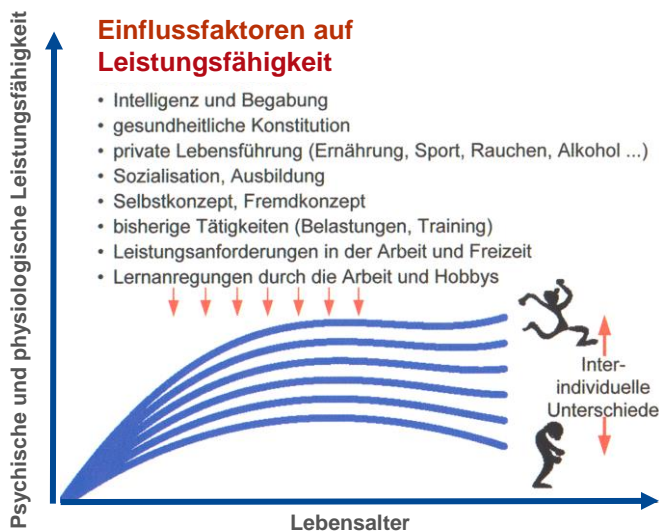 Psychische und physiologische Leistungsfähigkeit
Einflussfaktoren auf
Leistungsfähigkeit
• Intelligenz und Begabung
• gesundheitliche Konstitution
• private Lebensführung (Ernährung, Sport, Rauchen, Alkohol ...)
• Sozialisation, Ausbildung
• Selbstkonzept, Fremdkonzept
• bisherige Tätigkeiten (Belastungen, Training)
• Leistungsanforderungen in der Arbeit und Freizeit
• Lernanregungen durch die Arbeit und Hobbys
Inter-
individuelle
Unterschiede
Lebensalter